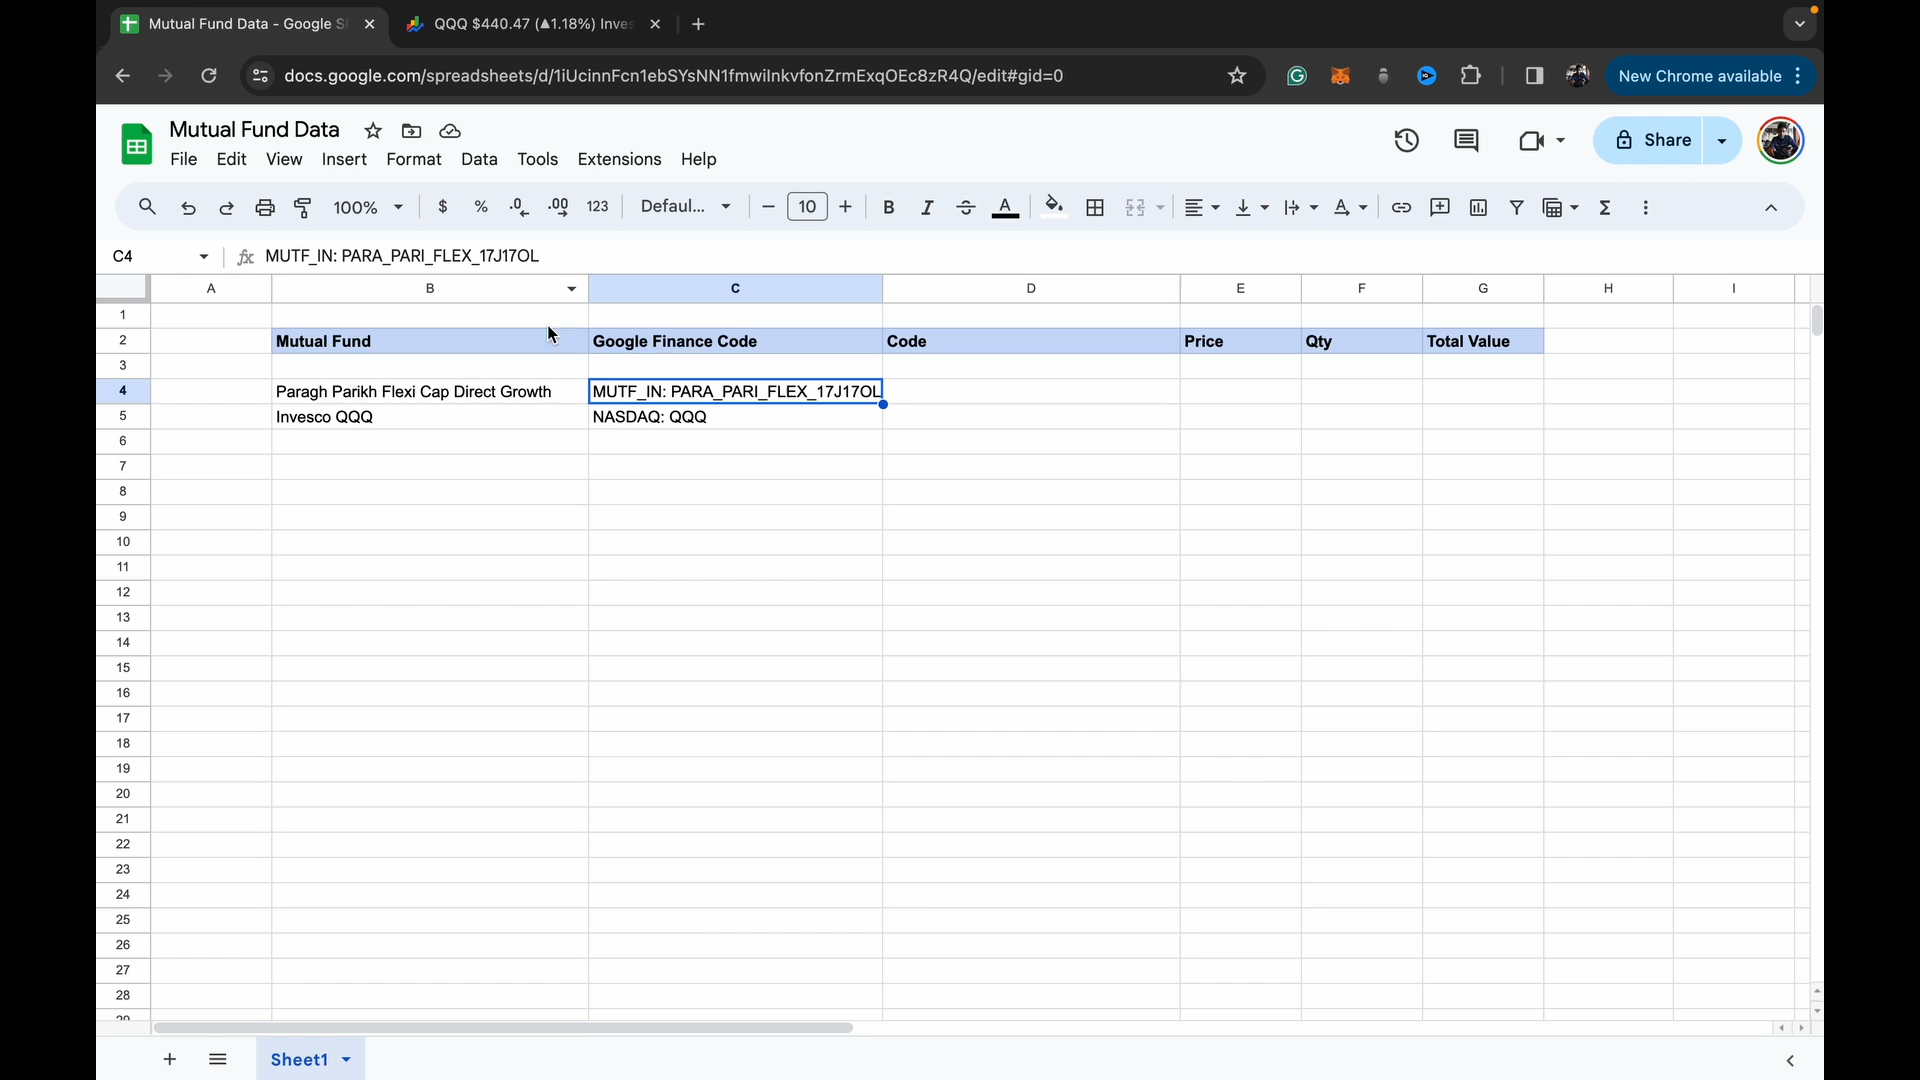 Mutual Fund Data - Google S
QQQ $440.47 (▲1.18%) Inves
docs.google.com/spreadsheets/d/1iUcinnFcn1ebSYsNN1fmwiInkvfonZrmExqOEc8zR4Q/edit#gid=0
New Chrome available
Mutual Fund Data
File Edit View Insert Format Data Tools Extensions Help
Share
100% $ % .0 .00 123 Defaul... 10 B I S A
C4 fx MUTF_IN: PARA_PARI_FLEX_17J17OL
A B C D E F G H I
1
2 Mutual Fund Google Finance Code Code Price Qty Total Value
3
4 Paragh Parikh Flexi Cap Direct Growth MUTF_IN: PARA_PARI_FLEX_17J17OL
5 Invesco QQQ NASDAQ: QQQ
6
7
8
9
10
11
12
13
14
15
16
17
18
19
20
21
22
23
24
25
26
27
28
29
Sheet1